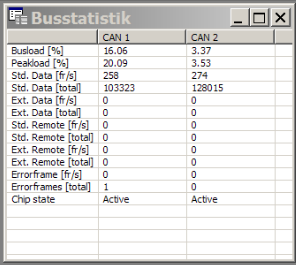 Busstatistik
CAN 1 CAN 2
Busload [%] 16.06 3.37
Peakload [%] 20.09 3.53
Std. Data [fr/s] 258 274
Std. Data [total] 103323 128015
Ext. Data [fr/s] 0 0
Ext. Data [total] 0 0
Std. Remote [fr/s] 0 0
Std. Remote [total] 0 0
Ext. Remote [fr/s] 0 0
Ext. Remote [total] 0 0
Errorframe [fr/s] 0 0
Errorframes [total] 1 0
Chip state Active Active